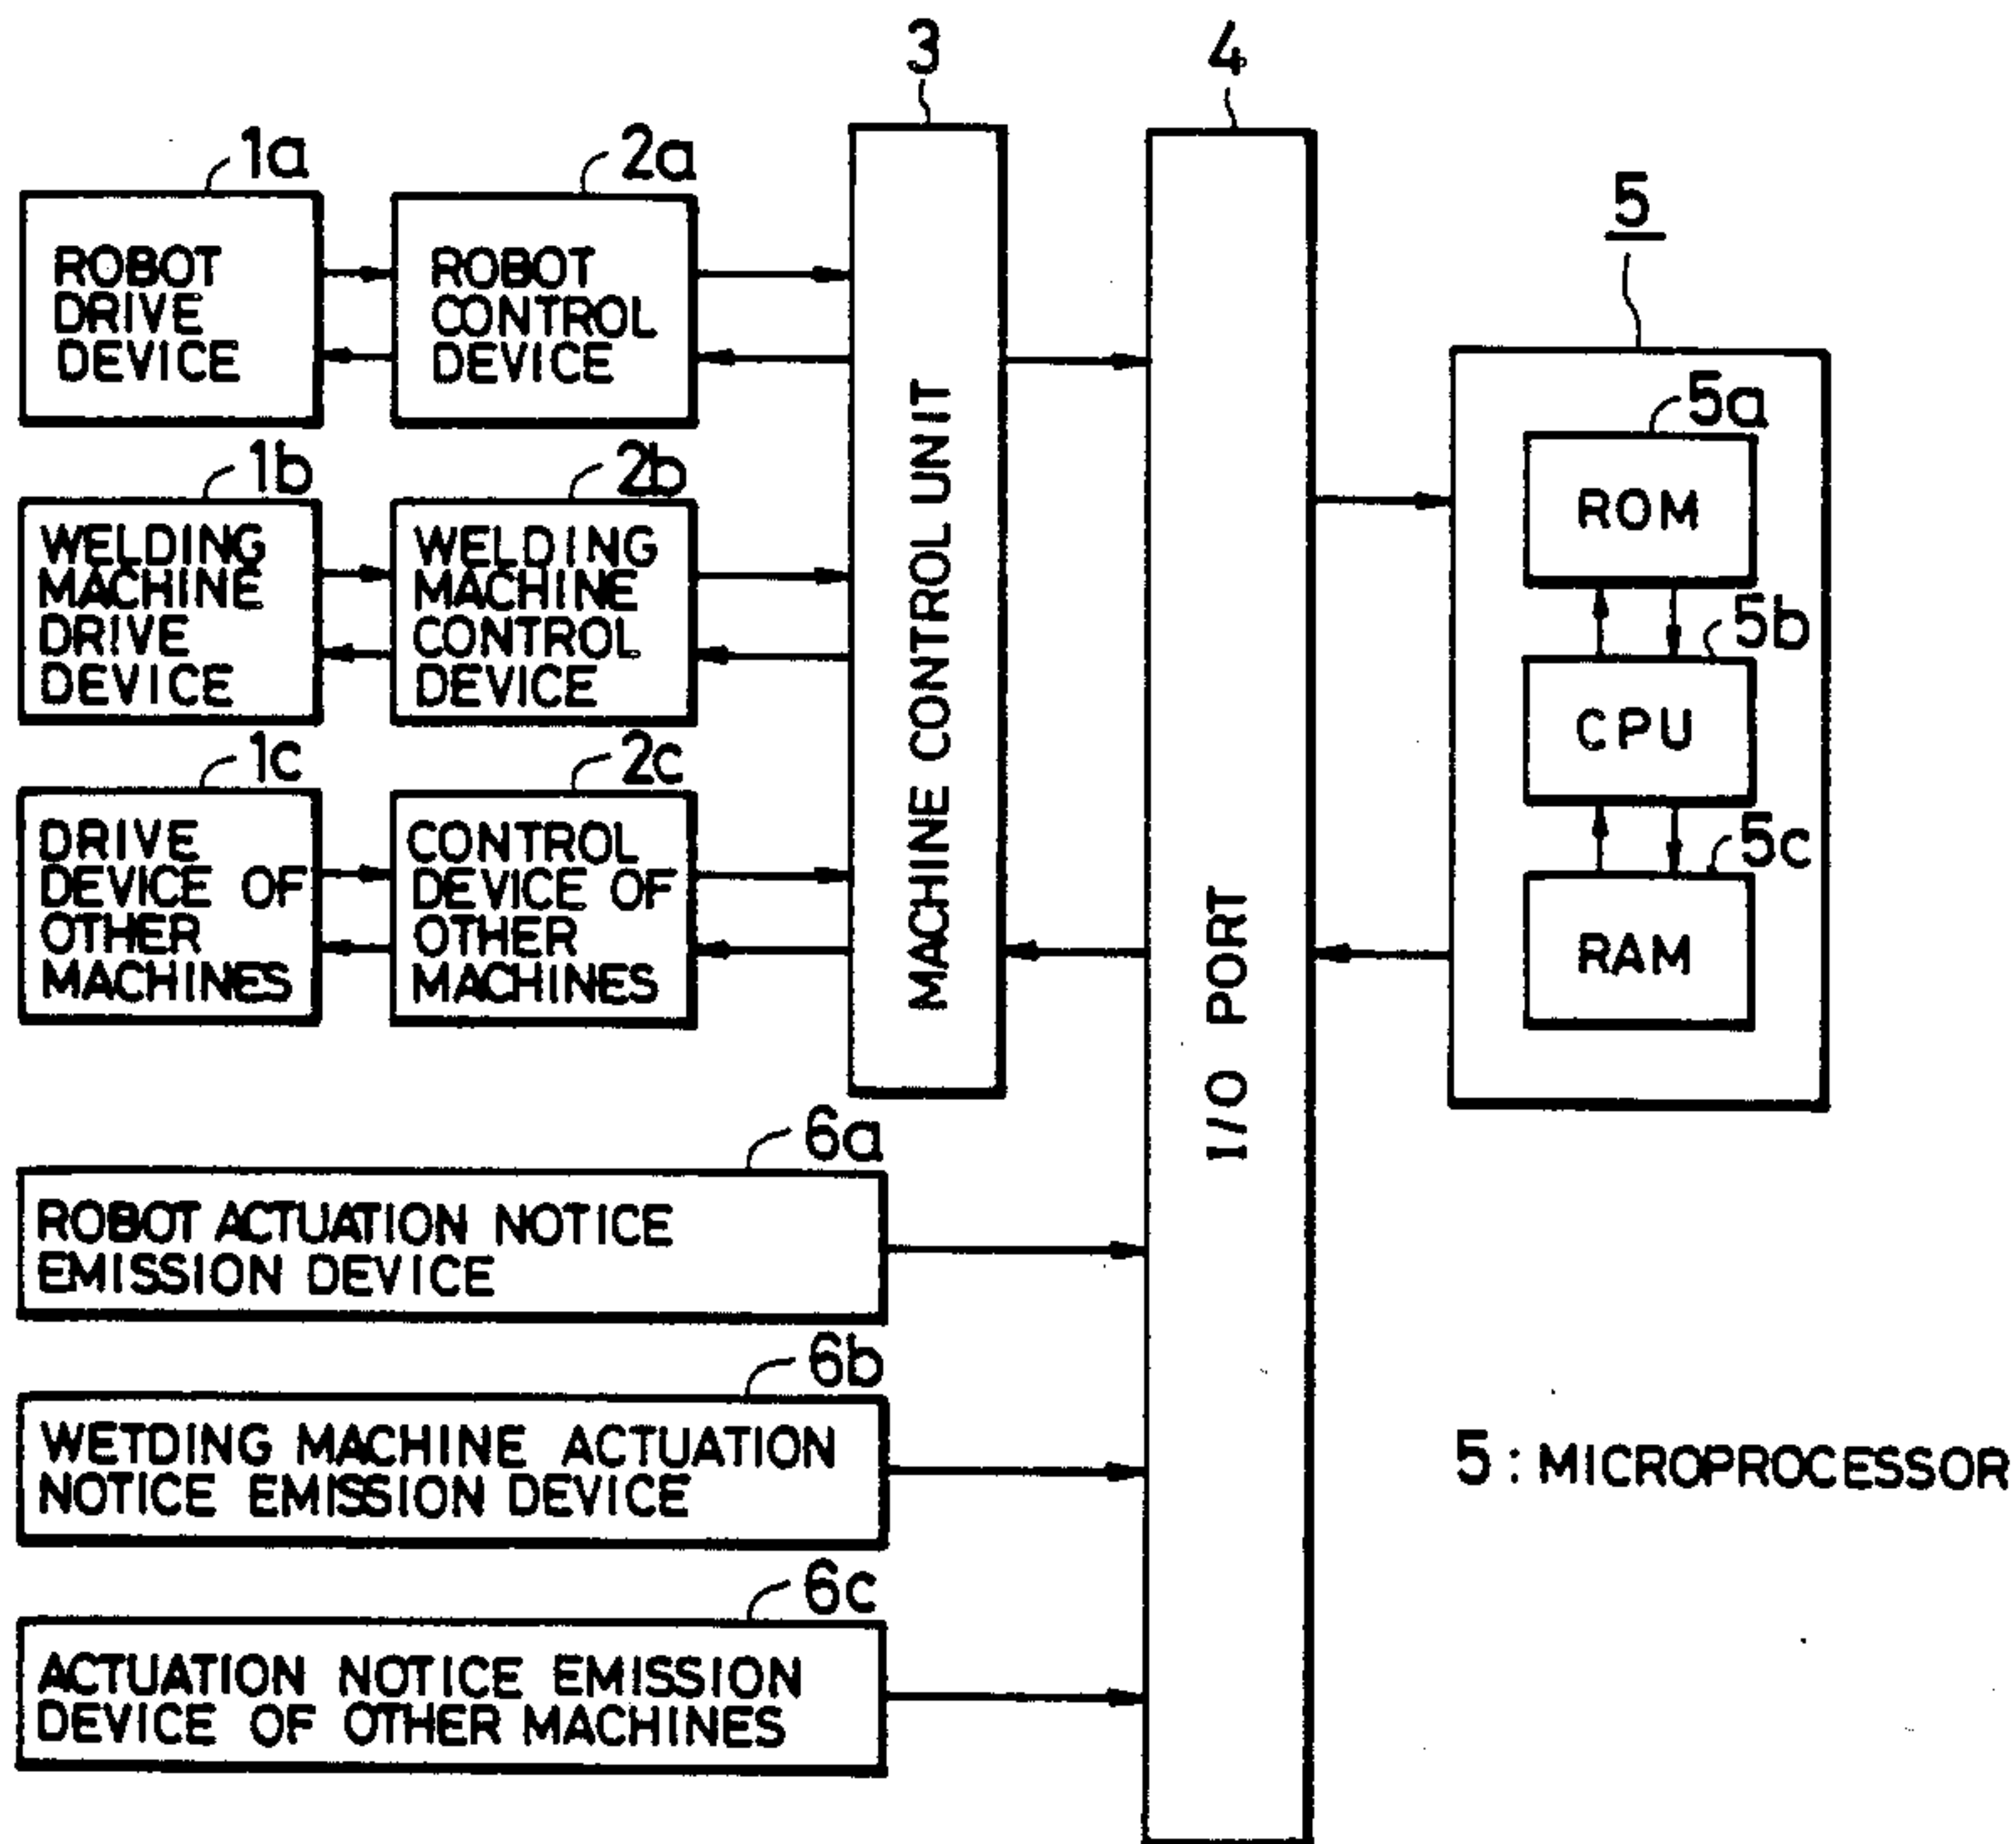 3
4
1a
2a
5
ROBOT
DRIVE
DEVICE
ROBOT
CONTROL
DEVICE
1b
2b
WELDING
MACHINE
DRIVE
DEVICE
WELDING
MACHINE
CONTROL
DEVICE
1c
2c
DRIVE
DEVICE OF
OTHER
MACHINES
CONTROL
DEVICE OF
OTHER
MACHINES
MACHINE CONTROL UNIT
I/O PORT
5a
ROM
5b
CPU
5c
RAM
6a
ROBOT ACTUATION NOTICE
EMISSION DEVICE
6b
WETDING MACHINE ACTUATION
NOTICE EMISSION DEVICE
5 : MICROPROCESSOR
6c
ACTUATION NOTICE EMISSION
DEVICE OF OTHER MACHINES